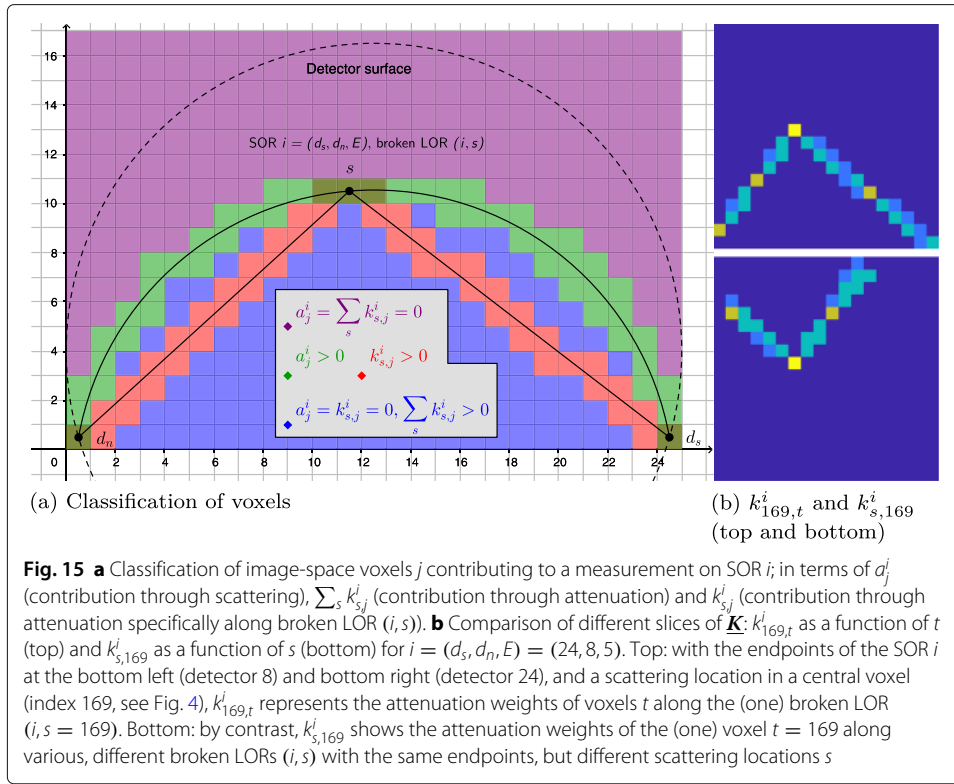 16
14
12
10
8
6
4
2
0 2 4 6 8 10 12 14 16 18 20 22 24
Detector surface
SOR i = (d_s, d_n, E), broken LOR (i, s)
s
a^i_j = ∑_s k^i_{s,j} = 0
a^i_j > 0 k^i_{s,j} > 0
a^i_j = k^i_{s,j} = 0, ∑_s k^i_{s,j} > 0
d_n
d_s
(a) Classification of voxels
(b) k^i_{169,t} and k^i_{s,169}
(top and bottom)
Fig. 15 a Classification of image-space voxels j contributing to a measurement on SOR i; in terms of a^i_j
(contribution through scattering), ∑_s k^i_{s,j} (contribution through attenuation) and k^i_{s,j} (contribution through
attenuation specifically along broken LOR (i, s)). b Comparison of different slices of K: k^i_{169,t} as a function of t
(top) and k^i_{s,169} as a function of s (bottom) for i = (d_s, d_n, E) = (24, 8, 5). Top: with the endpoints of the SOR i
at the bottom left (detector 8) and bottom right (detector 24), and a scattering location in a central voxel
(index 169, see Fig. 4), k^i_{169,t} represents the attenuation weights of voxels t along the (one) broken LOR
(i, s = 169). Bottom: by contrast, k^i_{s,169} shows the attenuation weights of the (one) voxel t = 169 along
various, different broken LORs (i, s) with the same endpoints, but different scattering locations s